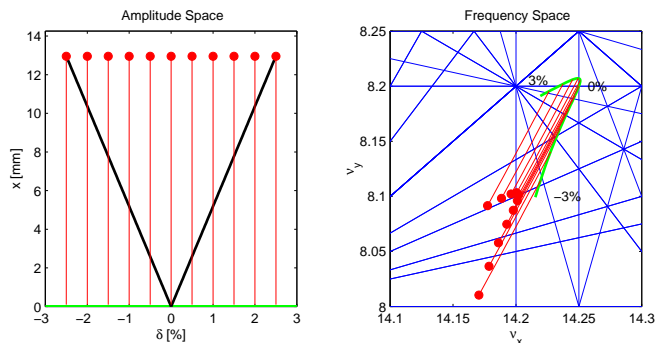 Amplitude Space
Frequency Space
14
12
10
8
6
4
2
0
x [mm]
−3 −2 −1 0 1 2 3
δ [%]
8.25
8.2
8.15
8.1
8.05
8
ν_y
3%
0%
−3%
14.1 14.15 14.2 14.25 14.3
ν_x